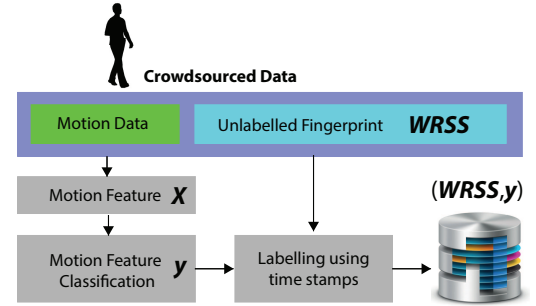 Crowdsourced Data
Motion Data
Unlabelled Fingerprint WRSS
Motion Feature X
(WRSS,y)
Motion Feature
Classification y
Labelling using
time stamps